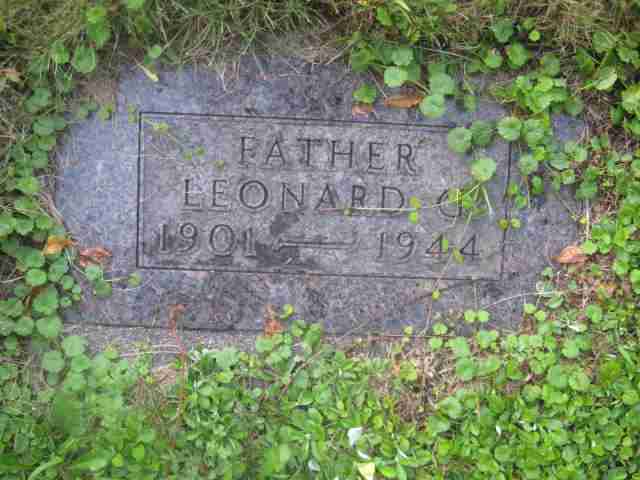 FATHER
LEONARD G
1901 — 1944